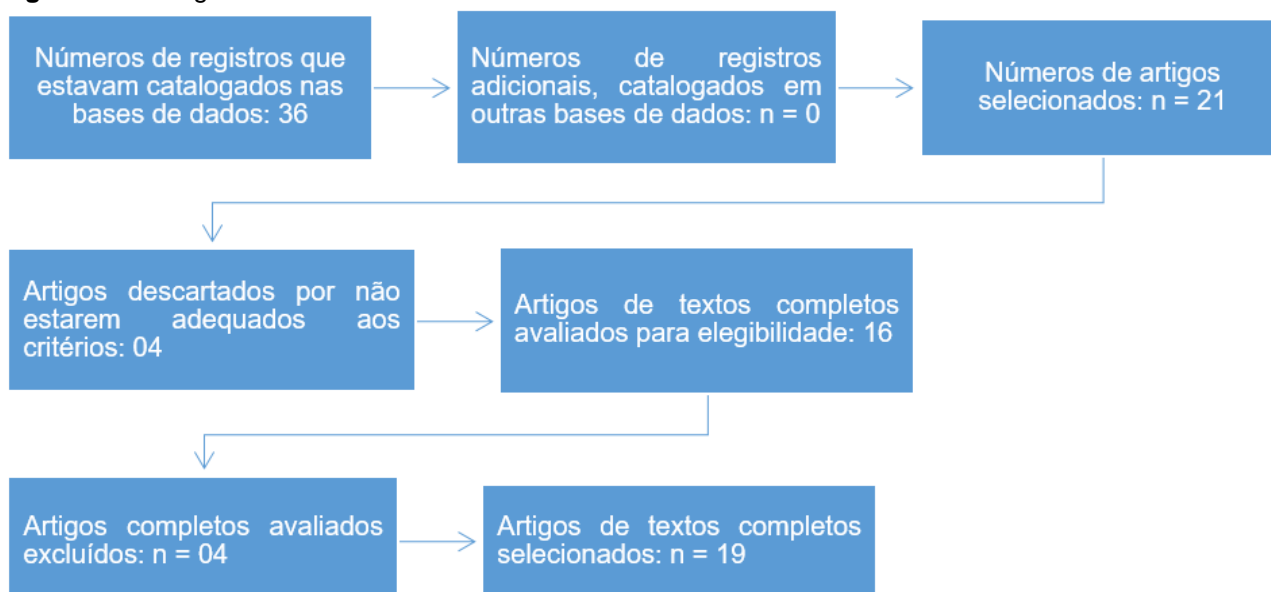 Números de registros que
estavam catalogados nas
bases de dados: 36
Números de registros
adicionais, catalogados em
outras bases de dados: n = 0
Números de artigos
selecionados: n = 21
Artigos descartados por não
estarem adequados aos
critérios: 04
Artigos de textos completos
avaliados para elegibilidade: 16
Artigos completos avaliados
excluídos: n = 04
Artigos de textos completos
selecionados: n = 19